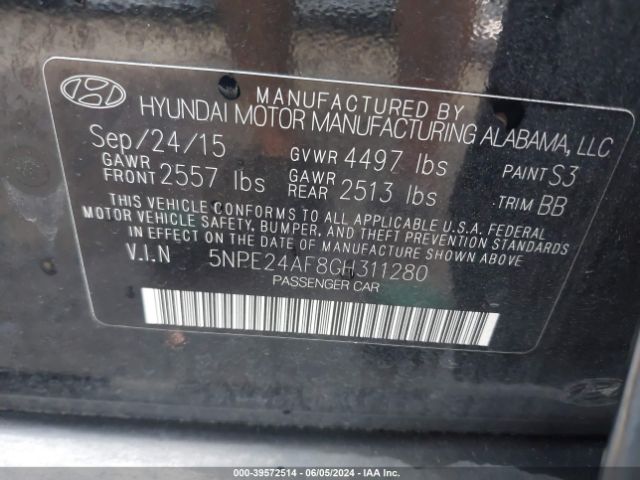 MANUFACTURED BY
HYUNDAI MOTOR MANUFACTURING ALABAMA, LLC
Sep/24/15 GVWR 4497 lbs PAINT S3
GAWR FRONT 2557 lbs GAWR REAR 2513 lbs TRIM BB
THIS VEHICLE CONFORMS TO ALL APPLICABLE U.S.A. FEDERAL
MOTOR VEHICLE SAFETY, BUMPER, AND THEFT PREVENTION STANDARDS
IN EFFECT ON THE DATE OF MANUFACTURE SHOWN ABOVE.
V.I.N 5NPE24AF8GH311280
PASSENGER CAR
000-39572514 - 06/05/2024 - IAAI.COM